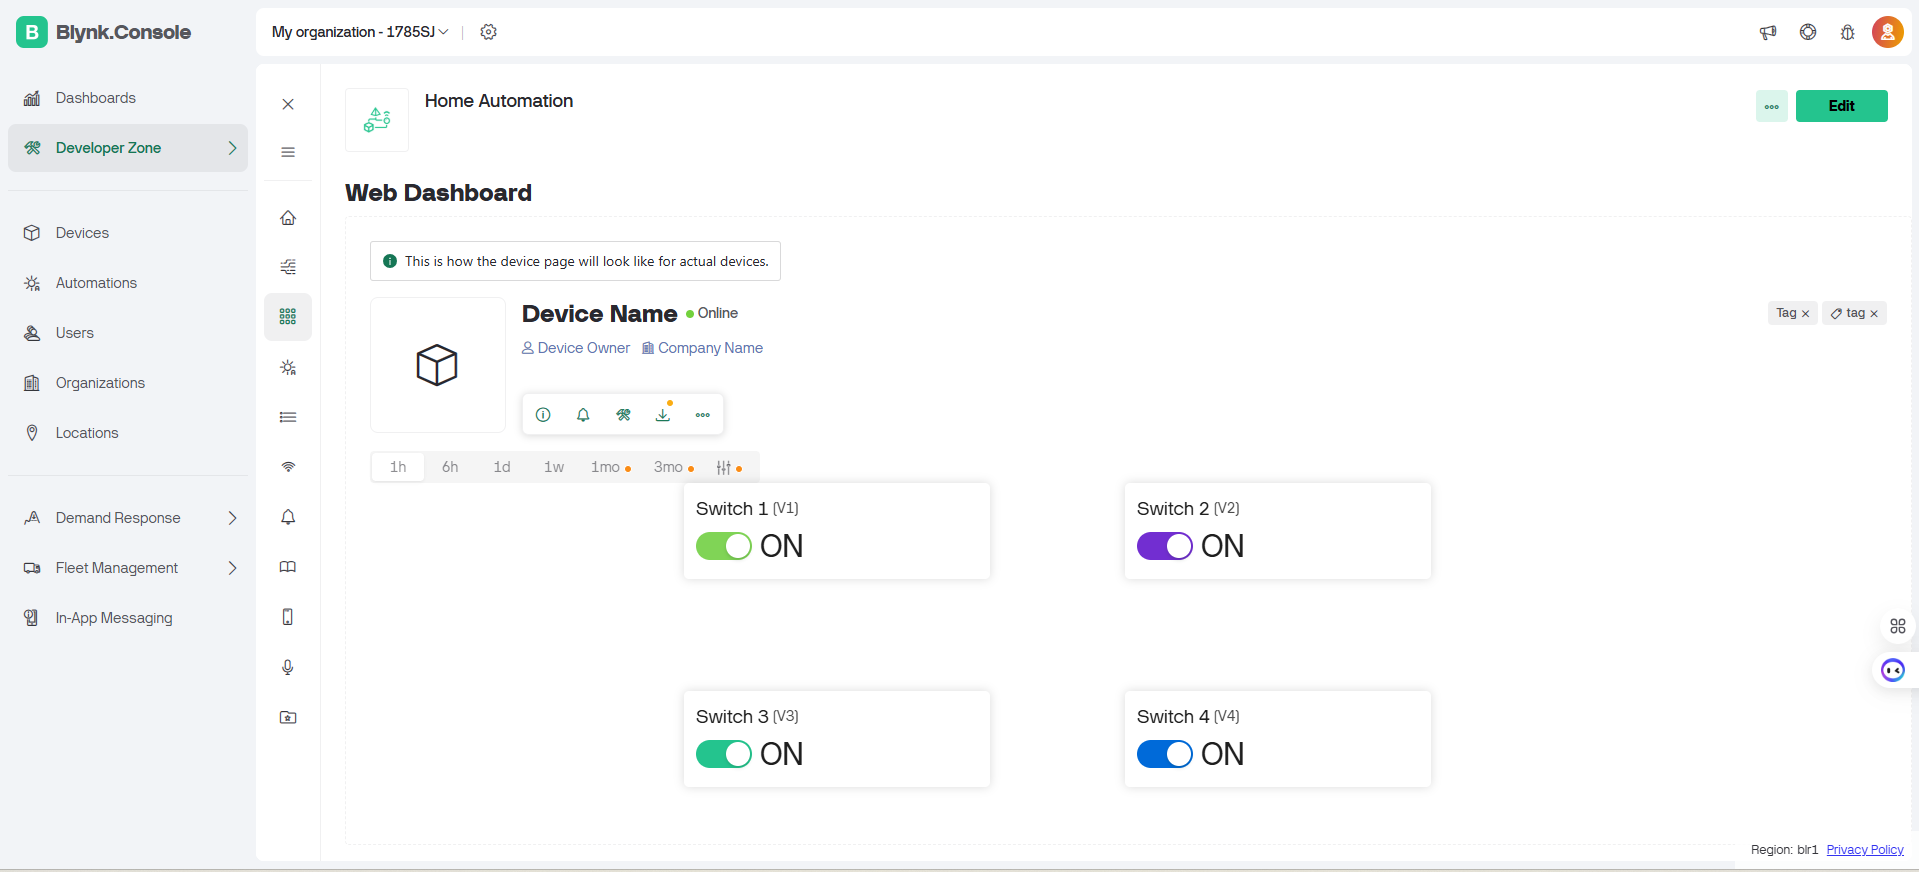 B Blynk.Console
My organization - 1785SJ
Dashboards
Developer Zone
Devices
Automations
Users
Organizations
Locations
Demand Response
Fleet Management
In-App Messaging
Home Automation
Edit
Web Dashboard
This is how the device page will look like for actual devices.
Device Name Online
Tag × tag ×
Device Owner Company Name
1h 6h 1d 1w 1mo 3mo
Switch 1 (V1)
ON
Switch 2 (V2)
ON
Switch 3 (V3)
ON
Switch 4 (V4)
ON
Region: blr1 Privacy Policy